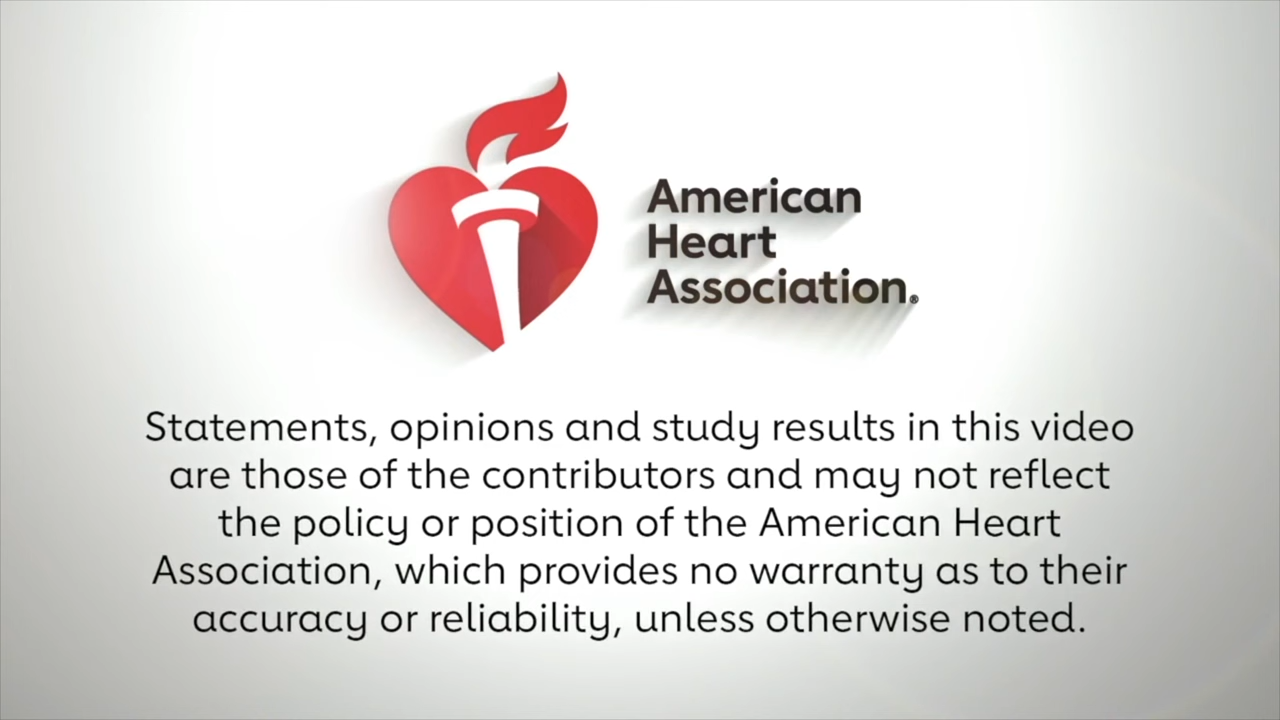 American
Heart
Association®
Statements, opinions and study results in this video
are those of the contributors and may not reflect
the policy or position of the American Heart
Association, which provides no warranty as to their
accuracy or reliability, unless otherwise noted.